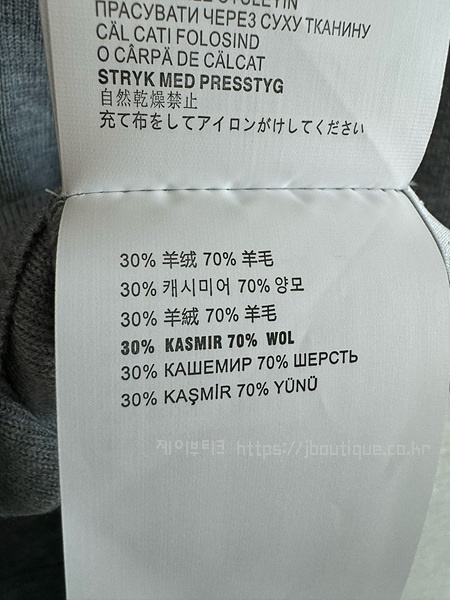 ПРАСУВАТИ ЧЕРЕЗ СУХУ ТКАНИНУ
CĂL CATI FOLOSIND
O CÂRPĂ DE CĂLCAT
STRYK MED PRESSTYG
自然乾燥禁止
充て布をしてアイロンがけしてください
30% 羊绒 70% 羊毛
30% 캐시미어 70% 양모
30% 羊絨 70% 羊毛
30% KASMIR 70% WOL
30% КАШЕМИР 70% ШЕРСТЬ
30% KAŞMİR 70% YÜNÜ
제이브티크 https://jboutique.co.kr